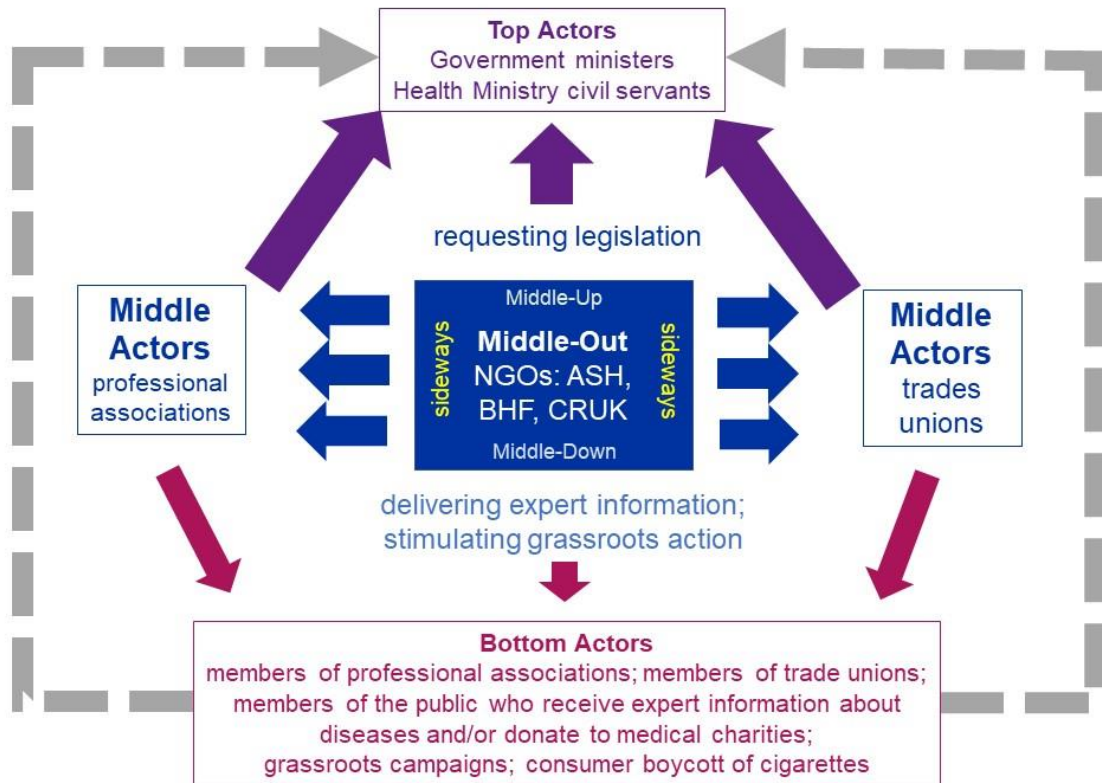 Top Actors
Government ministers
Health Ministry civil servants
requesting legislation
Middle
Actors
professional
associations
sideways
Middle-Up
Middle-Out
NGOs: ASH,
BHF, CRUK
Middle-Down
sideways
Middle
Actors
trades
unions
delivering expert information;
stimulating grassroots action
Bottom Actors
members of professional associations; members of trade unions;
members of the public who receive expert information about
diseases and/or donate to medical charities;
grassroots campaigns; consumer boycott of cigarettes